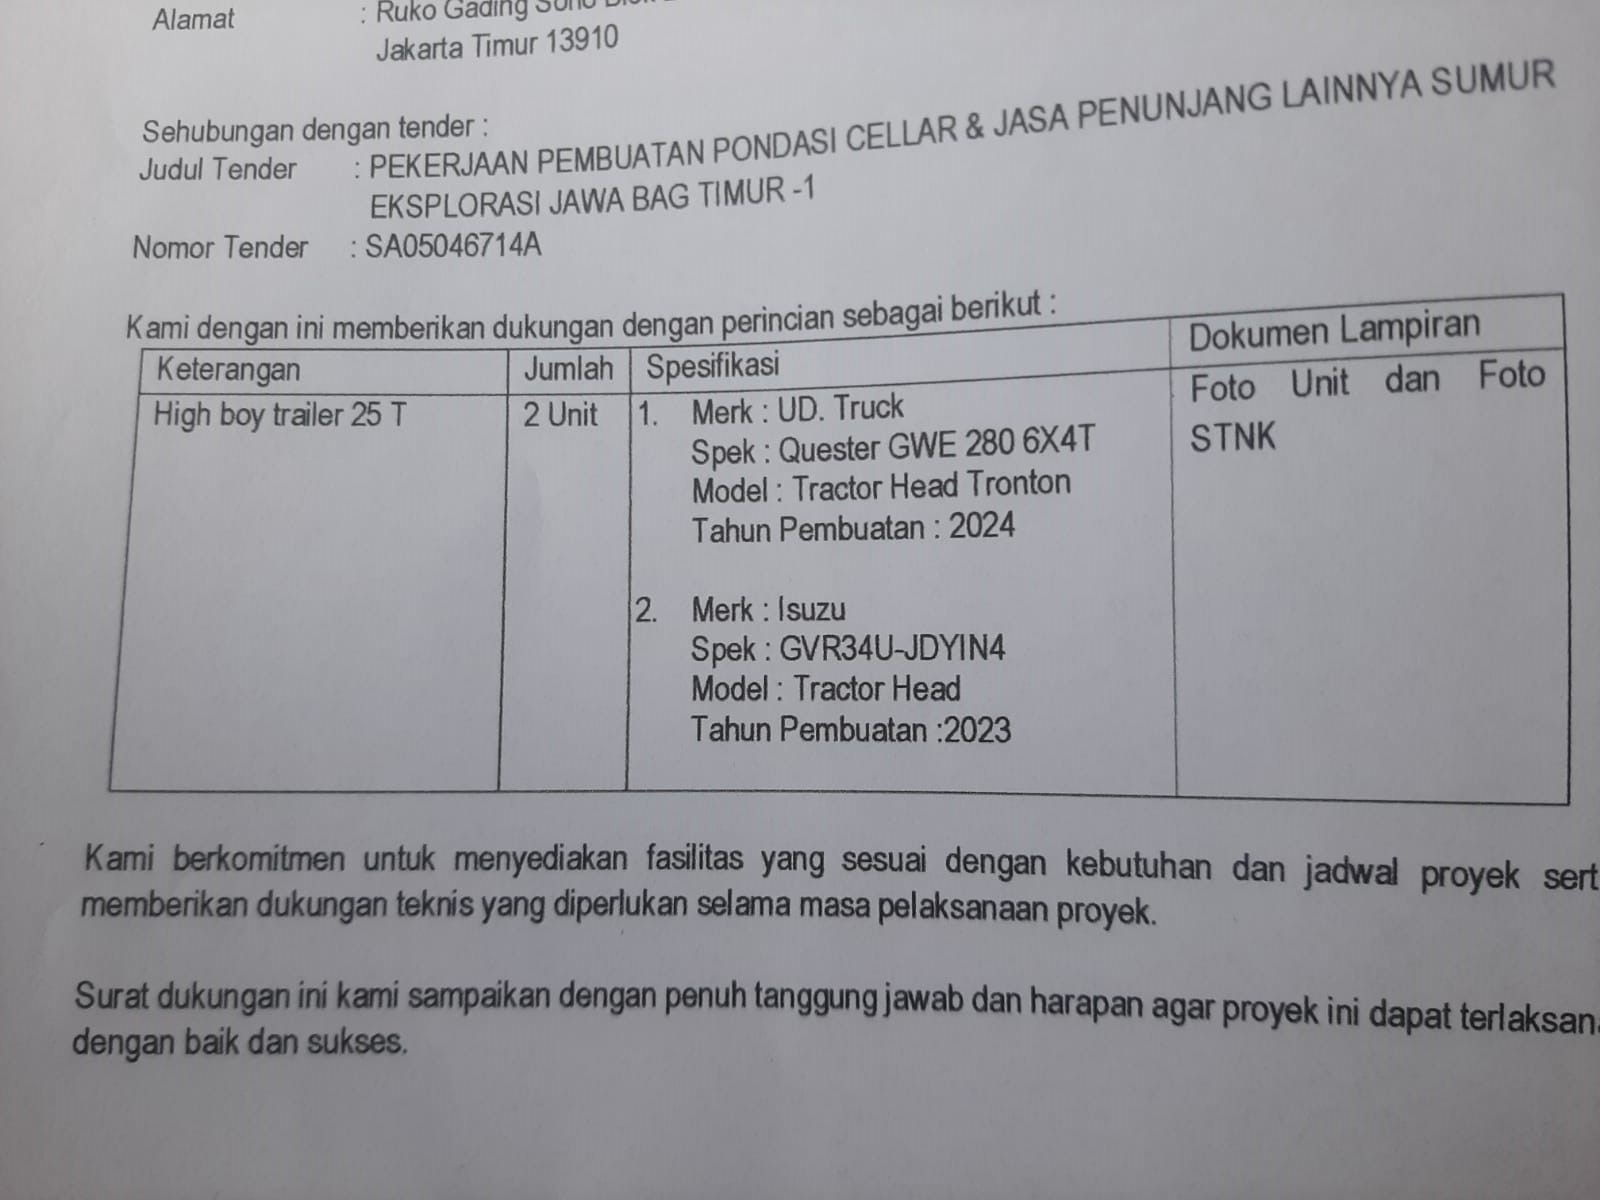 Alamat : Ruko Gading
Jakarta Timur 13910
Sehubungan dengan tender :
Judul Tender : PEKERJAAN PEMBUATAN PONDASI CELLAR & JASA PENUNJANG LAINNYA SUMUR
EKSPLORASI JAWA BAG TIMUR -1
Nomor Tender : SA05046714A
Kami dengan ini memberikan dukungan dengan perincian sebagai berikut :
Keterangan Jumlah Spesifikasi Dokumen Lampiran
High boy trailer 25 T 2 Unit 1. Merk : UD. Truck Foto Unit dan Foto
Spek : Quester GWE 280 6X4T STNK
Model : Tractor Head Tronton
Tahun Pembuatan : 2024
2. Merk : Isuzu
Spek : GVR34U-JDYIN4
Model : Tractor Head
Tahun Pembuatan :2023
Kami berkomitmen untuk menyediakan fasilitas yang sesuai dengan kebutuhan dan jadwal proyek sert
memberikan dukungan teknis yang diperlukan selama masa pelaksanaan proyek.
Surat dukungan ini kami sampaikan dengan penuh tanggung jawab dan harapan agar proyek ini dapat terlaksan
dengan baik dan sukses.